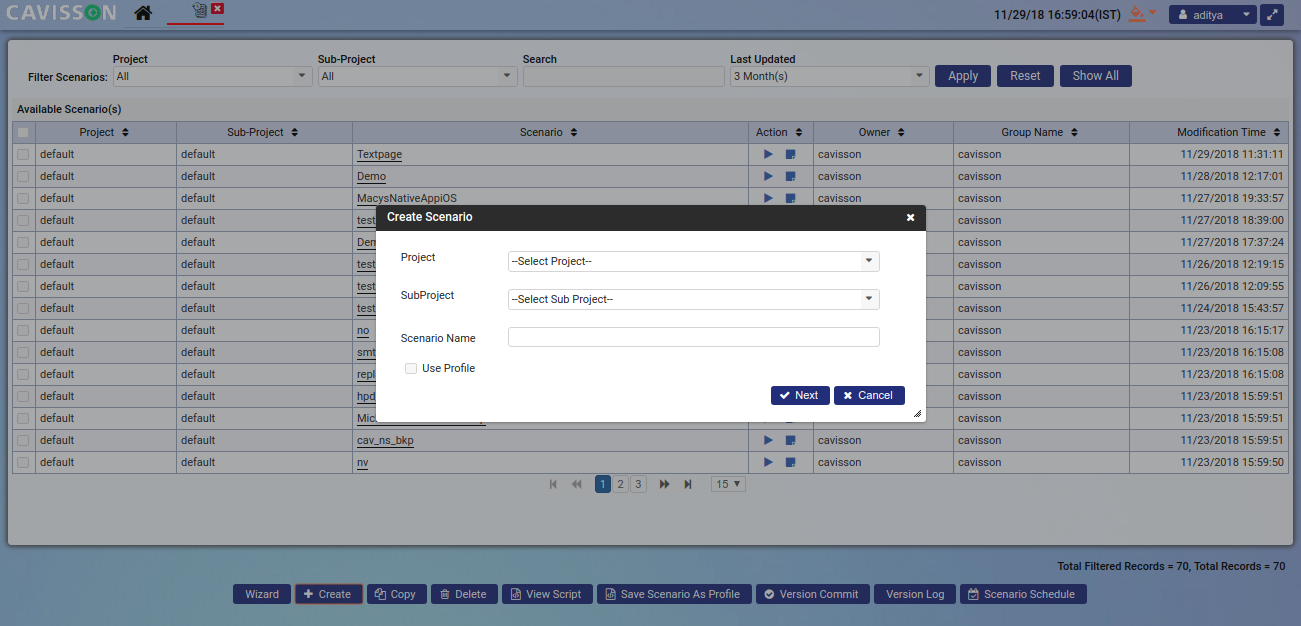 CAVISSON
11/29/18 16:59:04(IST)
aditya
Project Sub-Project Search Last Updated
Filter Scenarios: All All 3 Month(s) Apply Reset Show All
Available Scenario(s)
Project Sub-Project Scenario Action Owner Group Name Modification Time
default default Textpage cavisson cavisson 11/29/2018 11:31:11
default default Demo cavisson cavisson 11/28/2018 12:17:01
default default MacysNativeAppiOS cavisson cavisson 11/27/2018 19:33:57
default default test cavisson 11/27/2018 18:39:00
default default cavisson 11/27/2018 17:37:24
default default test cavisson 11/26/2018 12:19:15
default default test cavisson 11/26/2018 12:09:55
default default test cavisson 11/24/2018 15:43:57
default default no cavisson 11/23/2018 16:15:17
default default smt cavisson 11/23/2018 16:15:08
default default repl cavisson 11/23/2018 16:15:08
default default hpd cavisson 11/23/2018 15:59:51
default default cavisson 11/23/2018 15:59:51
default default cav_ns_bkp cavisson cavisson 11/23/2018 15:59:51
default default nv cavisson cavisson 11/23/2018 15:59:50
Create Scenario
Project --Select Project--
SubProject --Select Sub Project--
Scenario Name
Use Profile
Next Cancel
1 2 3 15
Total Filtered Records = 70, Total Records = 70
Wizard Create Copy Delete View Script Save Scenario As Profile Version Commit Version Log Scenario Schedule